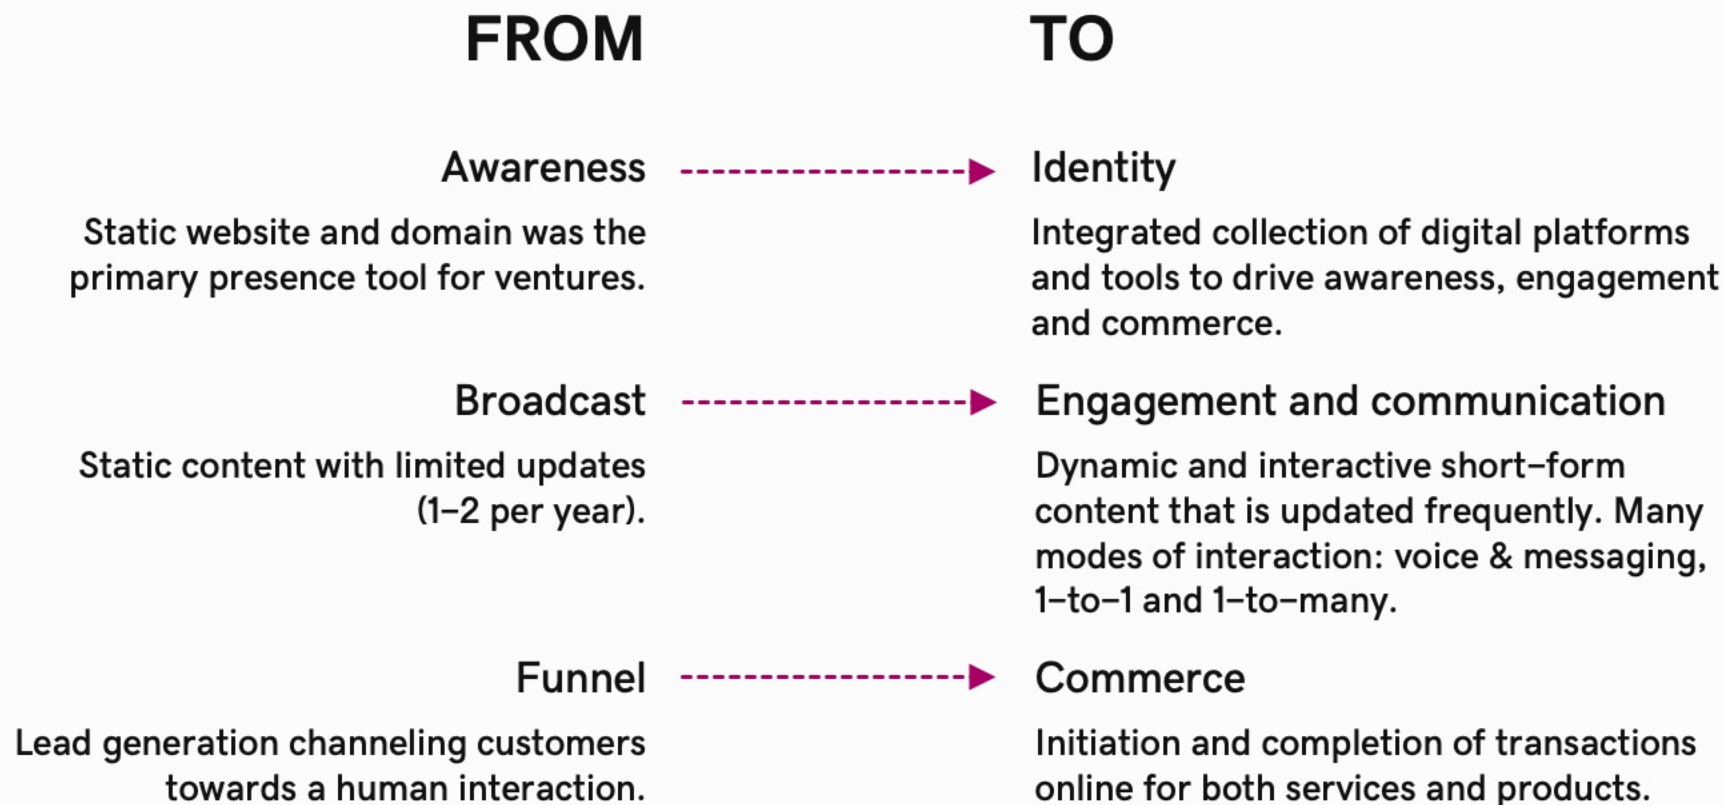 FROM
TO
Awareness
Identity
Static website and domain was the
primary presence tool for ventures.
Integrated collection of digital platforms
and tools to drive awareness, engagement
and commerce.
Broadcast
Engagement and communication
Static content with limited updates
(1–2 per year).
Dynamic and interactive short–form
content that is updated frequently. Many
modes of interaction: voice & messaging,
1–to–1 and 1–to–many.
Funnel
Commerce
Lead generation channeling customers
towards a human interaction.
Initiation and completion of transactions
online for both services and products.